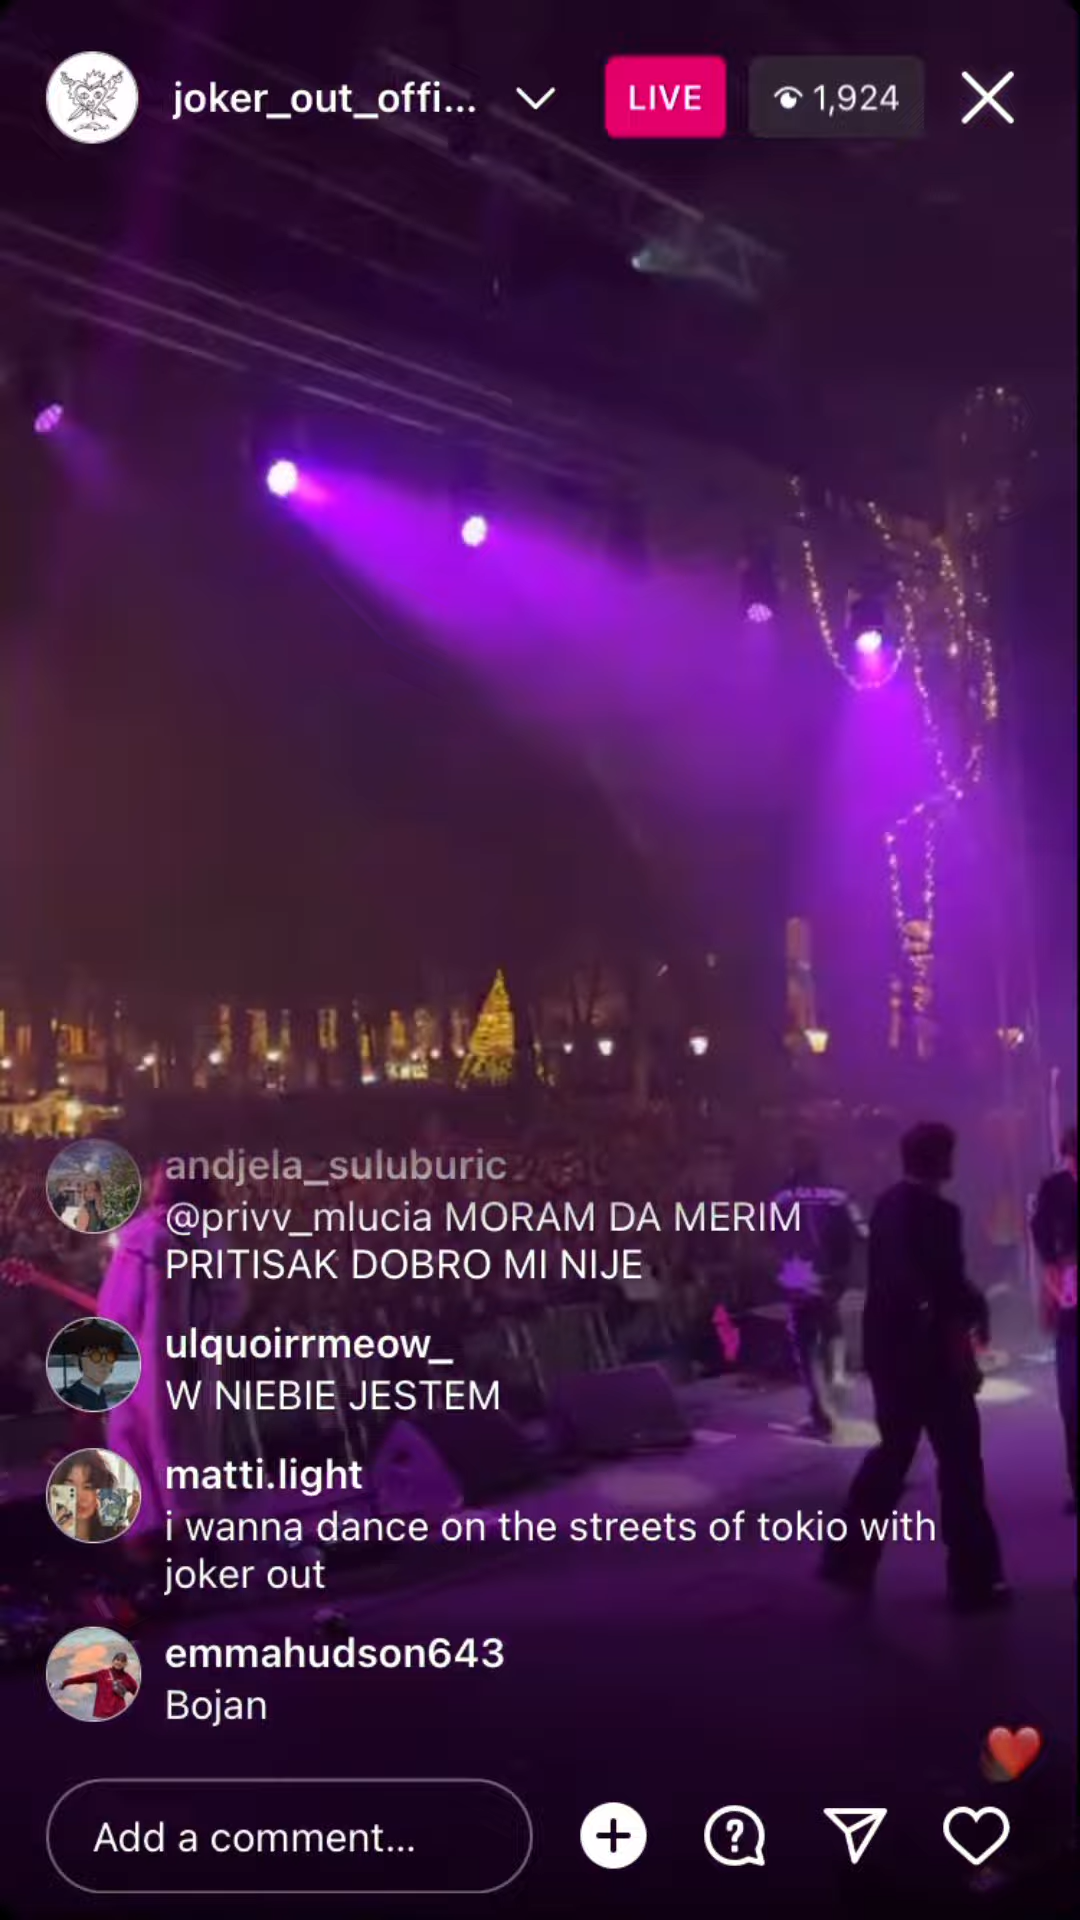 joker_out_offi...
LIVE
1,924
andjela_suluburic
@privv_mlucia MORAM DA MERIM
PRITISAK DOBRO MI NIJE
ulquoirrmeow_
W NIEBIE JESTEM
matti.light
i wanna dance on the streets of tokio with
joker out
emmahudson643
Bojan
Add a comment...